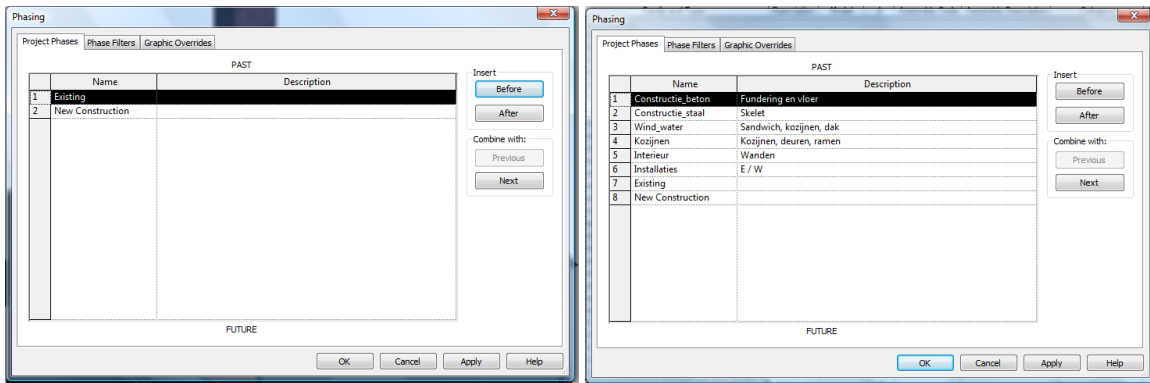 Phasing
Project Phases Phase Filters Graphic Overrides
PAST
Name Description
1 Existing
2 New Construction
Insert
Before
After
Combine with:
Previous
Next
FUTURE
OK Cancel Apply Help
Phasing
Project Phases Phase Filters Graphic Overrides
PAST
Name Description
1 Constructie_beton Fundering en vloer
2 Constructie_staal Skelet
3 Wind_water Sandwich, kozijnen, dak
4 Kozijnen Kozijnen, deuren, ramen
5 Interieur Wanden
6 Installaties E / W
7 Existing
8 New Construction
Insert
Before
After
Combine with:
Previous
Next
FUTURE
OK Cancel Apply Help